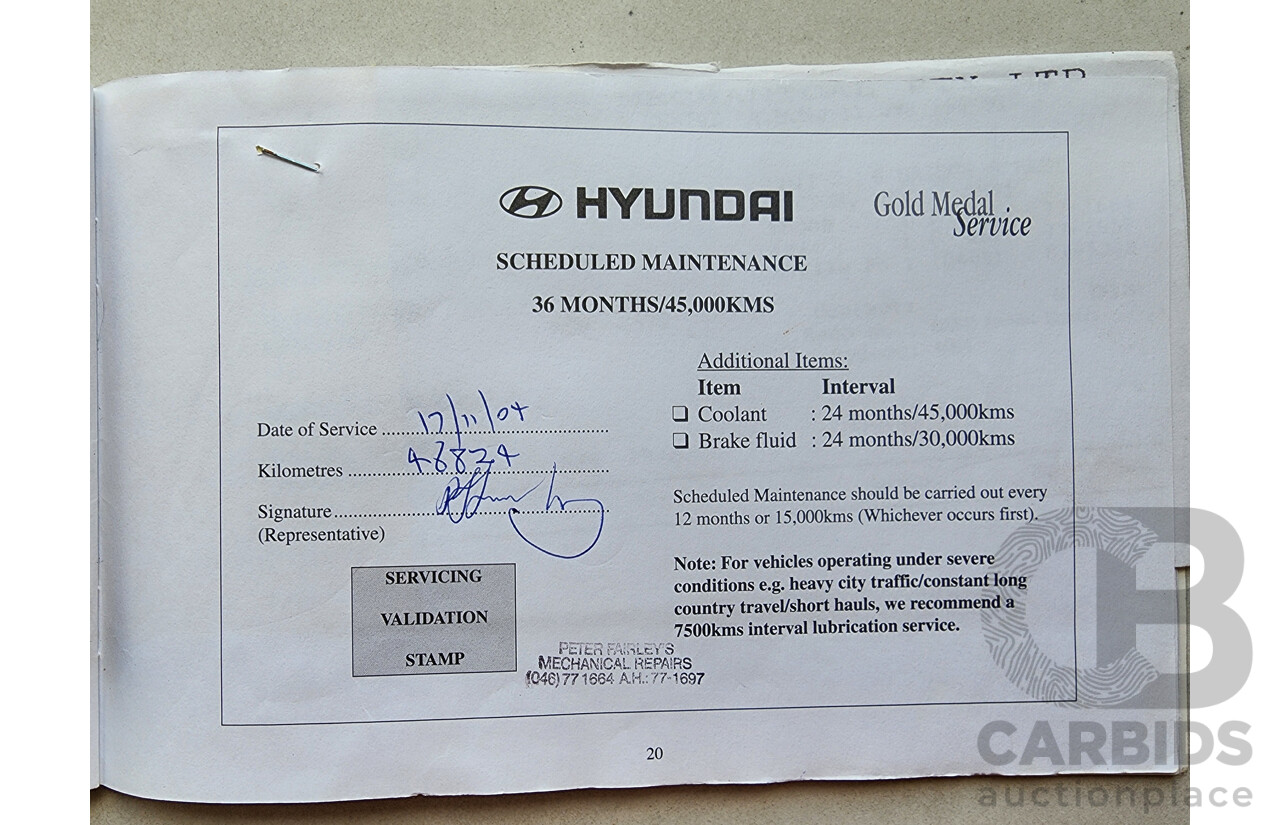 HYUNDAI
Gold Medal
Service
SCHEDULED MAINTENANCE
36 MONTHS/45,000KMS
Additional Items:
Item Interval
❑ Coolant : 24 months/45,000kms
❑ Brake fluid : 24 months/30,000kms
Date of Service 17/11/04
Kilometres 48824
Signature
(Representative)
Scheduled Maintenance should be carried out every
12 months or 15,000kms (Whichever occurs first).
Note: For vehicles operating under severe
conditions e.g. heavy city traffic/constant long
country travel/short hauls, we recommend a
7500kms interval lubrication service.
SERVICING
VALIDATION
STAMP
PETER FAIRLEY'S
MECHANICAL REPAIRS
(046) 77 1664 A.H.: 77-1697
20
CB
CARBIDS
auctionplace